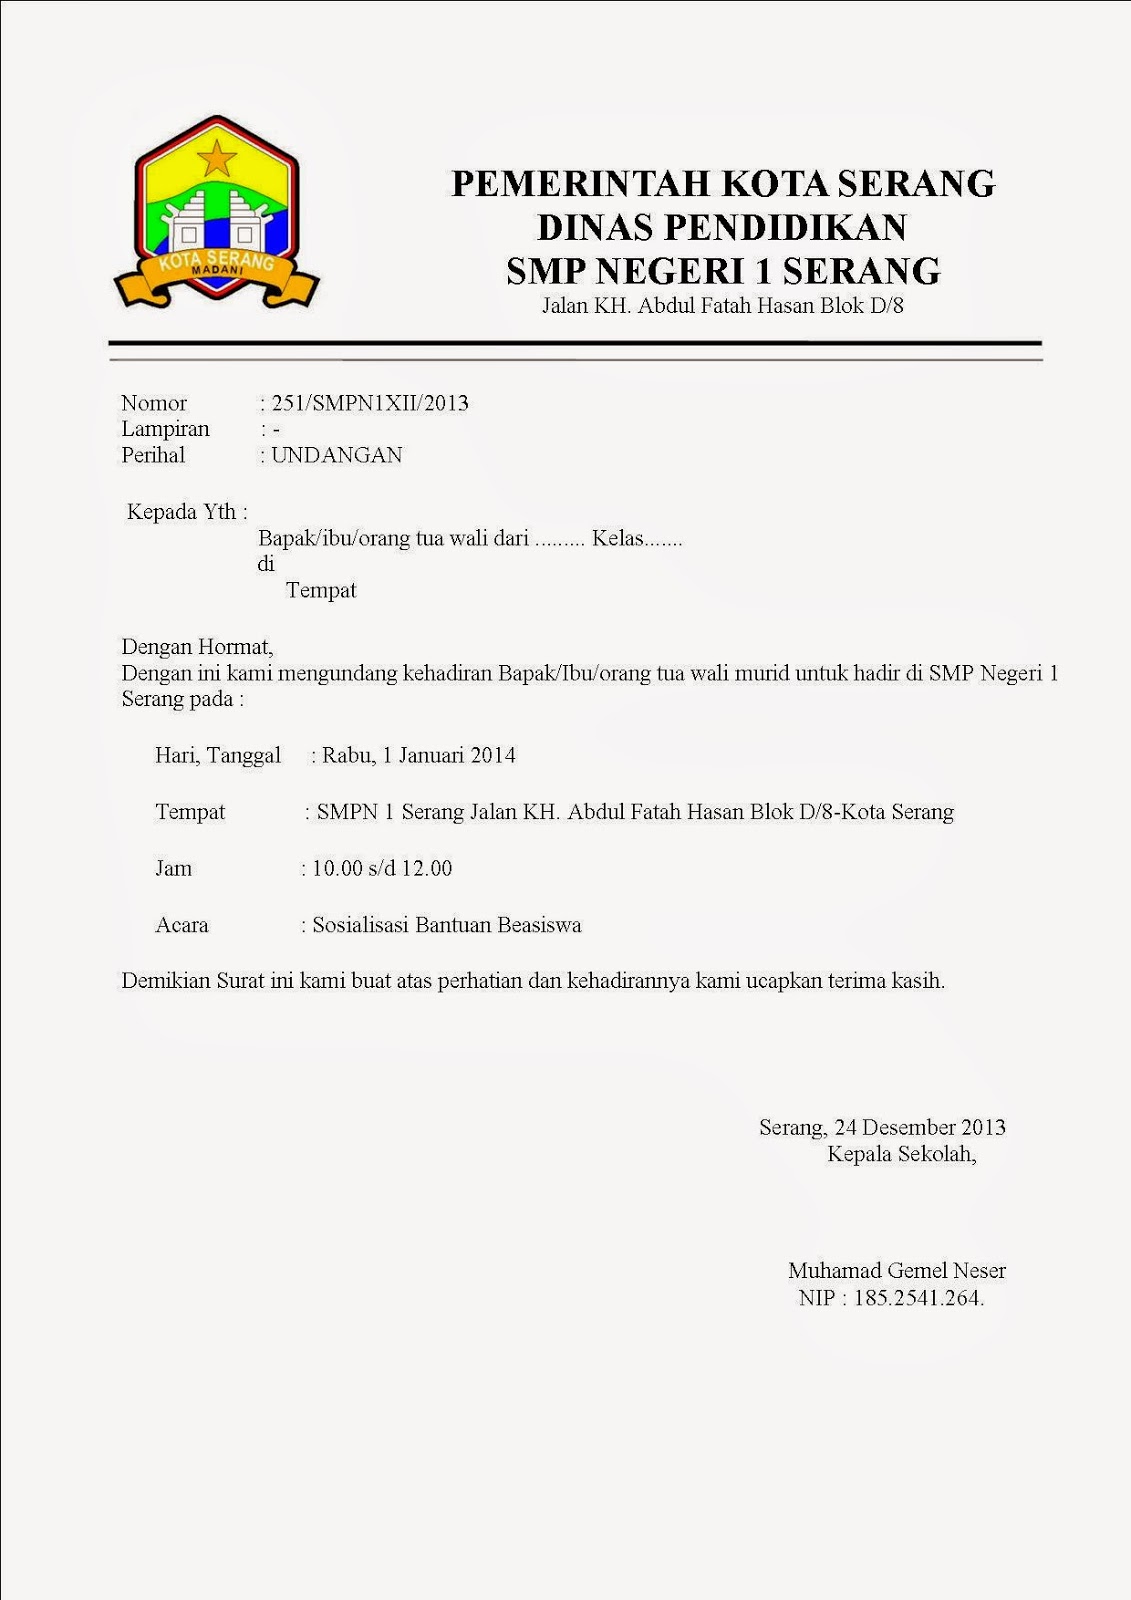 KOTA SERANG
MADANI
PEMERINTAH KOTA SERANG
DINAS PENDIDIKAN
SMP NEGERI 1 SERANG
Jalan KH. Abdul Fatah Hasan Blok D/8
Nomor : 251/SMPN1XII/2013
Lampiran : -
Perihal : UNDANGAN
Kepada Yth :
Bapak/ibu/orang tua wali dari ......... Kelas.......
di
Tempat
Dengan Hormat,
Dengan ini kami mengundang kehadiran Bapak/Ibu/orang tua wali murid untuk hadir di SMP Negeri 1
Serang pada :
Hari, Tanggal : Rabu, 1 Januari 2014
Tempat : SMPN 1 Serang Jalan KH. Abdul Fatah Hasan Blok D/8-Kota Serang
Jam : 10.00 s/d 12.00
Acara : Sosialisasi Bantuan Beasiswa
Demikian Surat ini kami buat atas perhatian dan kehadirannya kami ucapkan terima kasih.
Serang, 24 Desember 2013
Kepala Sekolah,
Muhamad Gemel Neser
NIP : 185.2541.264.